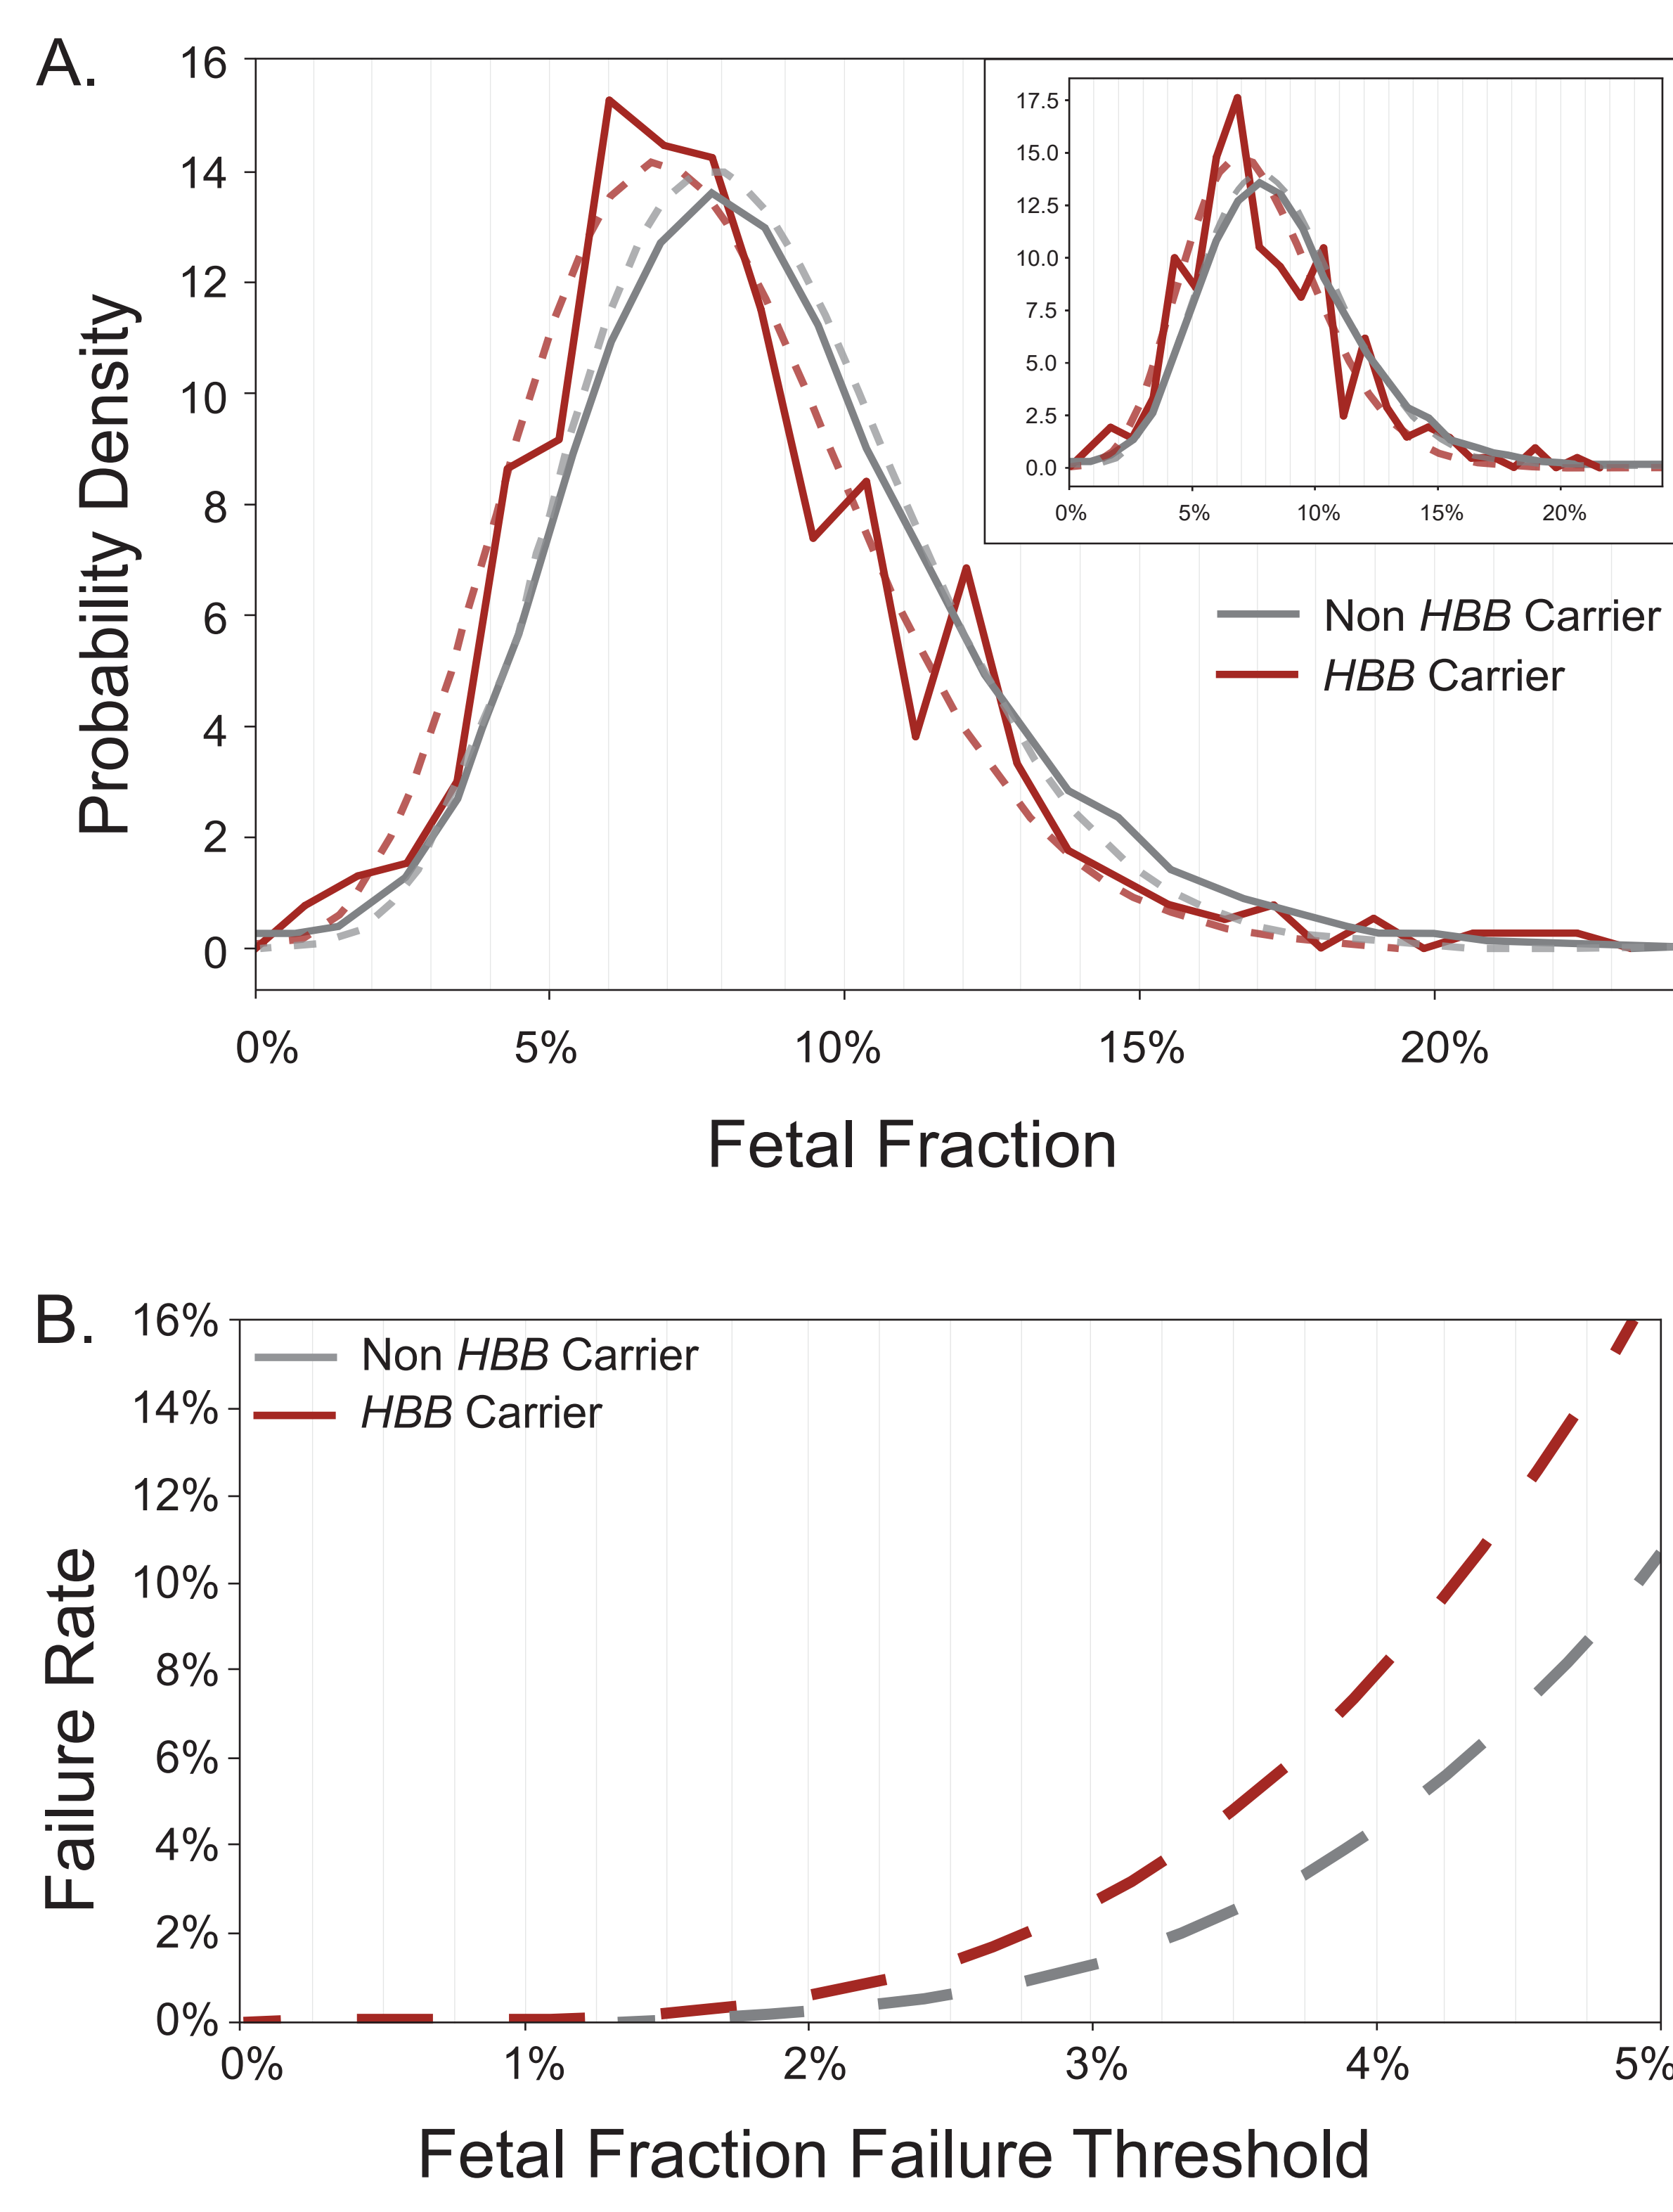 A.
16
14
12
10
8
6
4
2
0
Probability Density
17.5
15.0
12.5
10.0
7.5
5.0
2.5
0.0
0% 5% 10% 15% 20%
Non HBB Carrier
HBB Carrier
0% 5% 10% 15% 20%
Fetal Fraction
B.
16%
14%
12%
10%
8%
6%
4%
2%
0%
Failure Rate
Non HBB Carrier
HBB Carrier
0% 1% 2% 3% 4% 5%
Fetal Fraction Failure Threshold